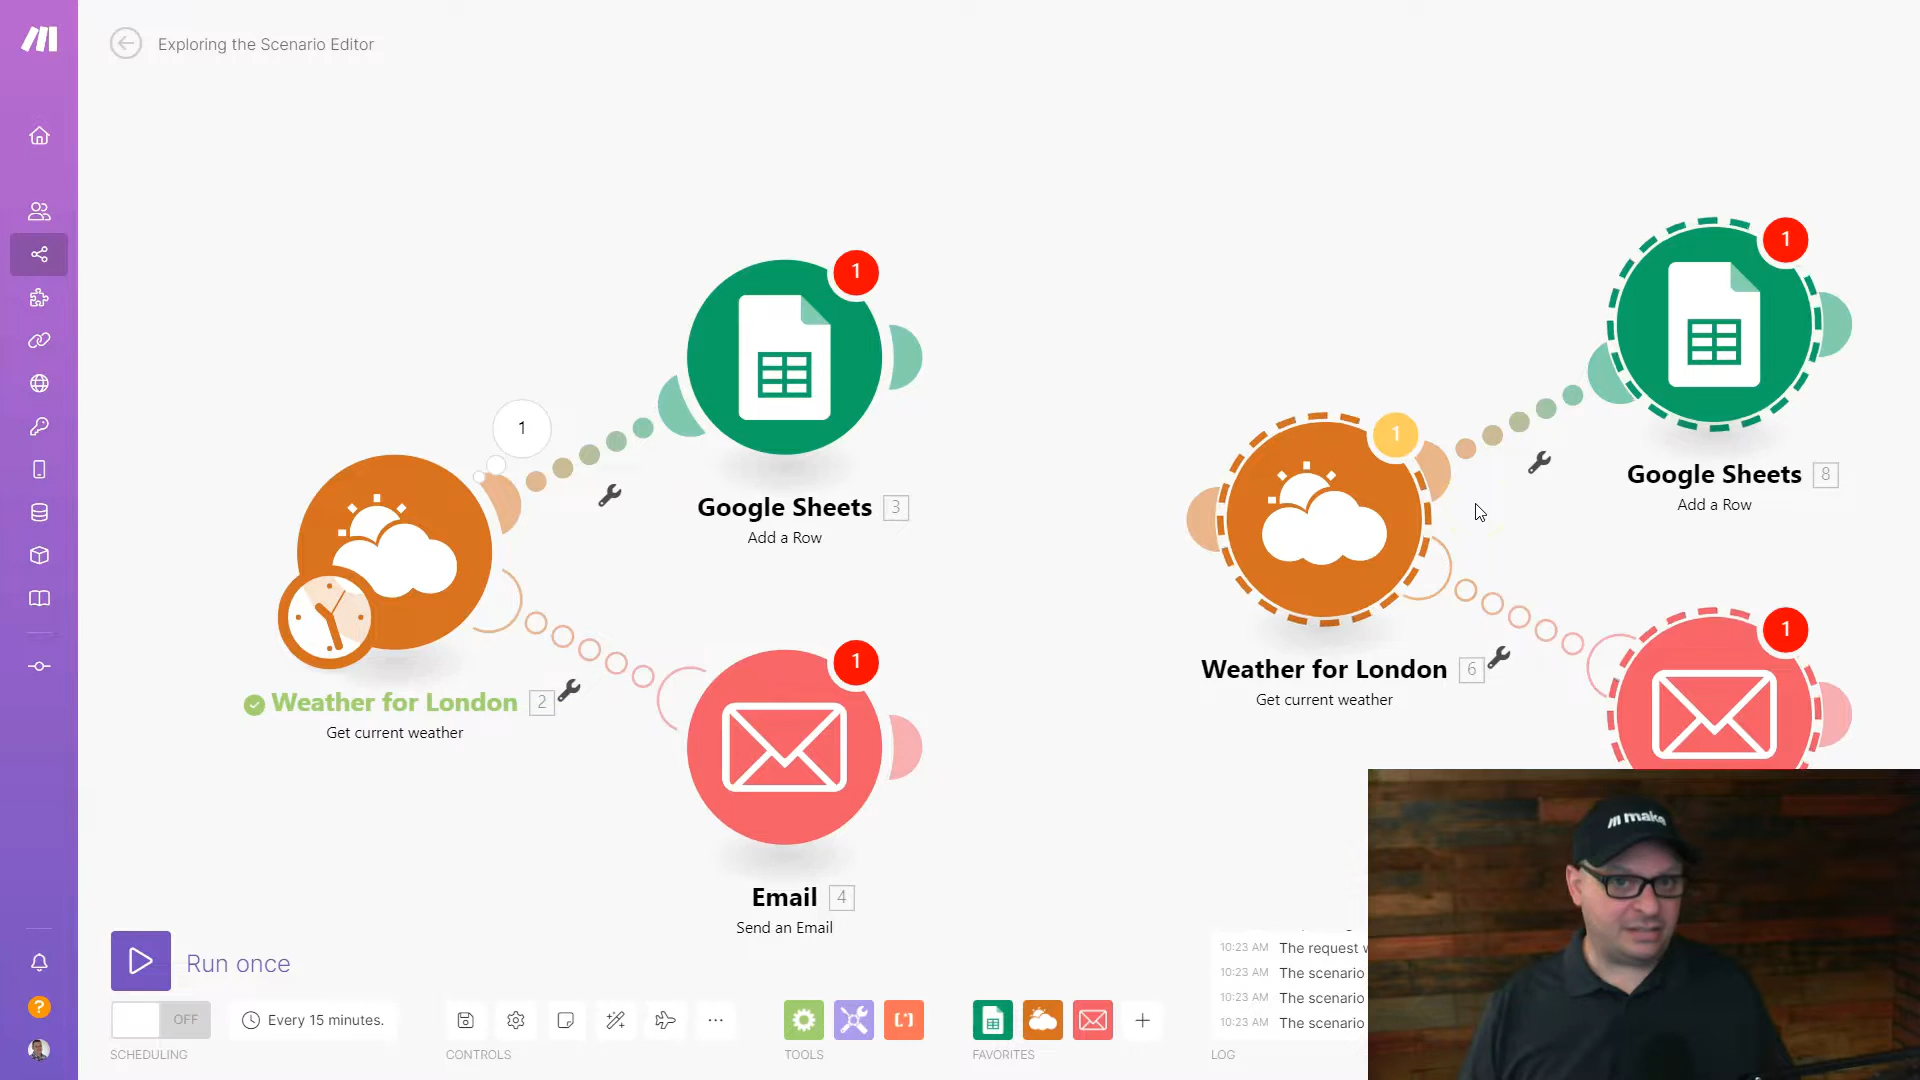 Exploring the Scenario Editor
1
1
1
1
Google Sheets 8
Add a Row
Google Sheets 3
Add a Row
Weather for London 6
Get current weather
1
1
Weather for London 2
Get current weather
Email 4
Send an Email
make
Run once
OFF
Every 15 minutes.
SCHEDULING
CONTROLS
TOOLS
FAVORITES
10:23 AM The request
10:23 AM The scenario
10:23 AM The scenario
10:23 AM The scenario
LOG
?